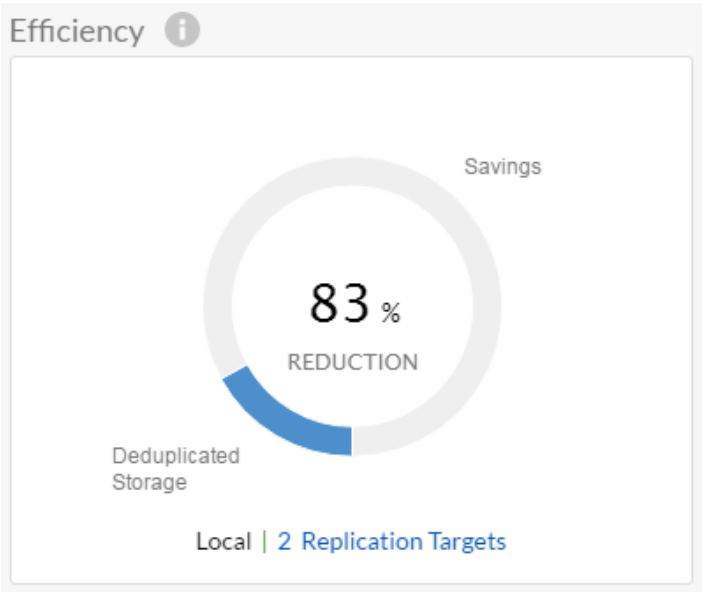 Efficiency i
Savings
83 %
REDUCTION
Deduplicated
Storage
Local | 2 Replication Targets